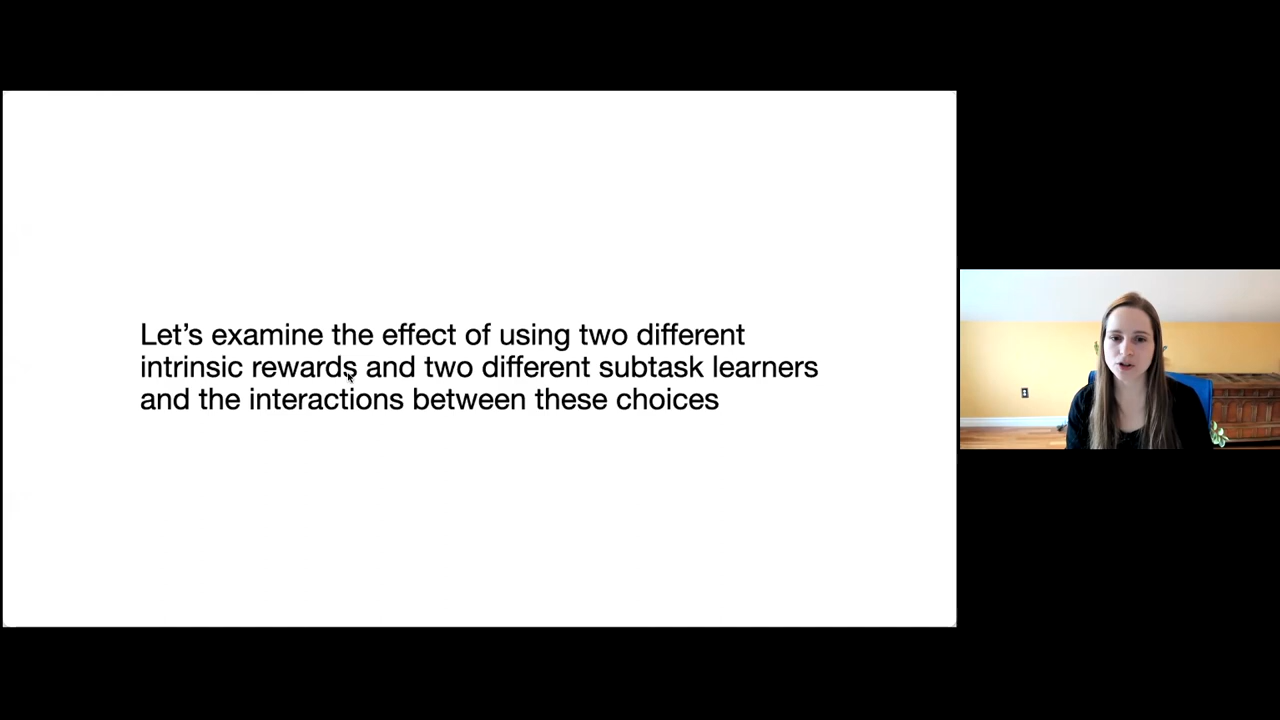 Let’s examine the effect of using two different
intrinsic rewards and two different subtask learners
and the interactions between these choices